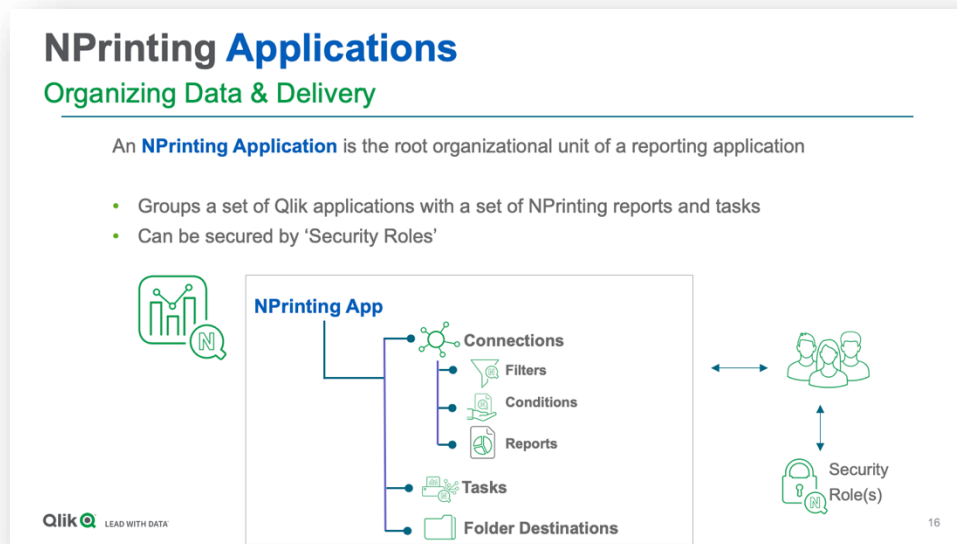 NPrinting Applications
Organizing Data & Delivery
An NPrinting Application is the root organizational unit of a reporting application
• Groups a set of Qlik applications with a set of NPrinting reports and tasks
• Can be secured by ‘Security Roles’
NPrinting App
Connections
Filters
Conditions
Reports
Tasks
Folder Destinations
Security
Role(s)
N
N
Qlik LEAD WITH DATA
16